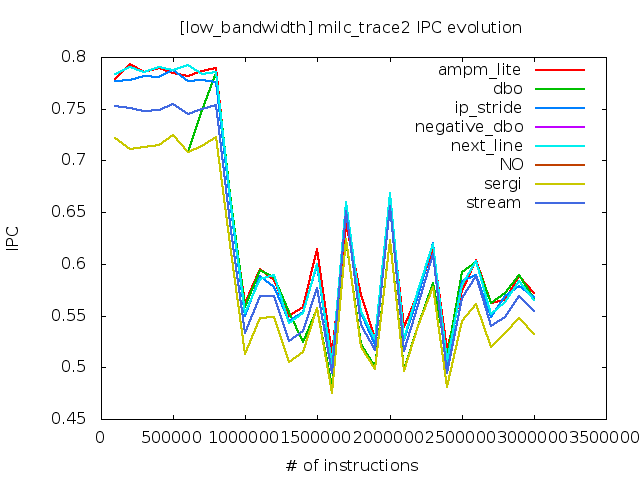 [low_bandwidth] milc_trace2 IPC evolution
0.8
0.75
0.7
0.65
0.6
0.55
0.5
0.45
IPC
ampm_lite
dbo
ip_stride
negative_dbo
next_line
NO
sergi
stream
0 500000 1000000 1500000 2000000 2500000 3000000 3500000
# of instructions